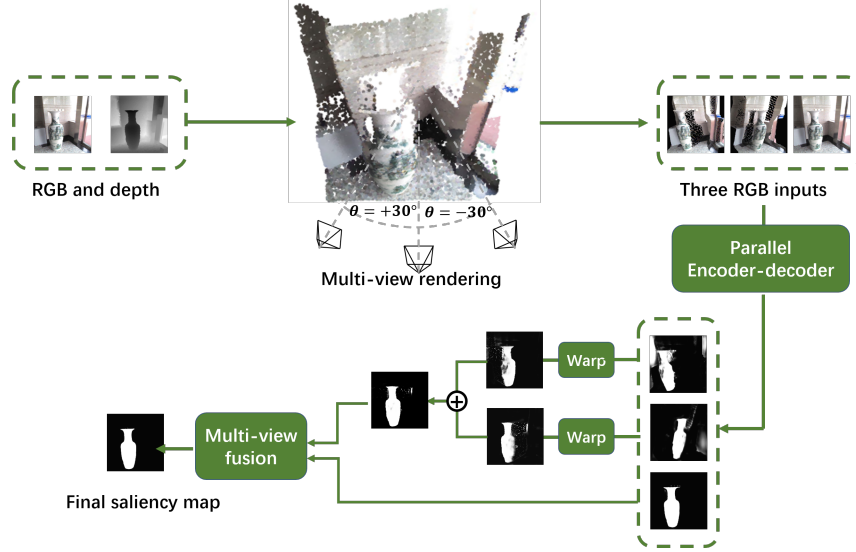 θ = +30° θ = −30°
Multi-view rendering
RGB and depth
Three RGB inputs
Parallel
Encoder-decoder
Warp
Warp
Multi-view
fusion
Final saliency map